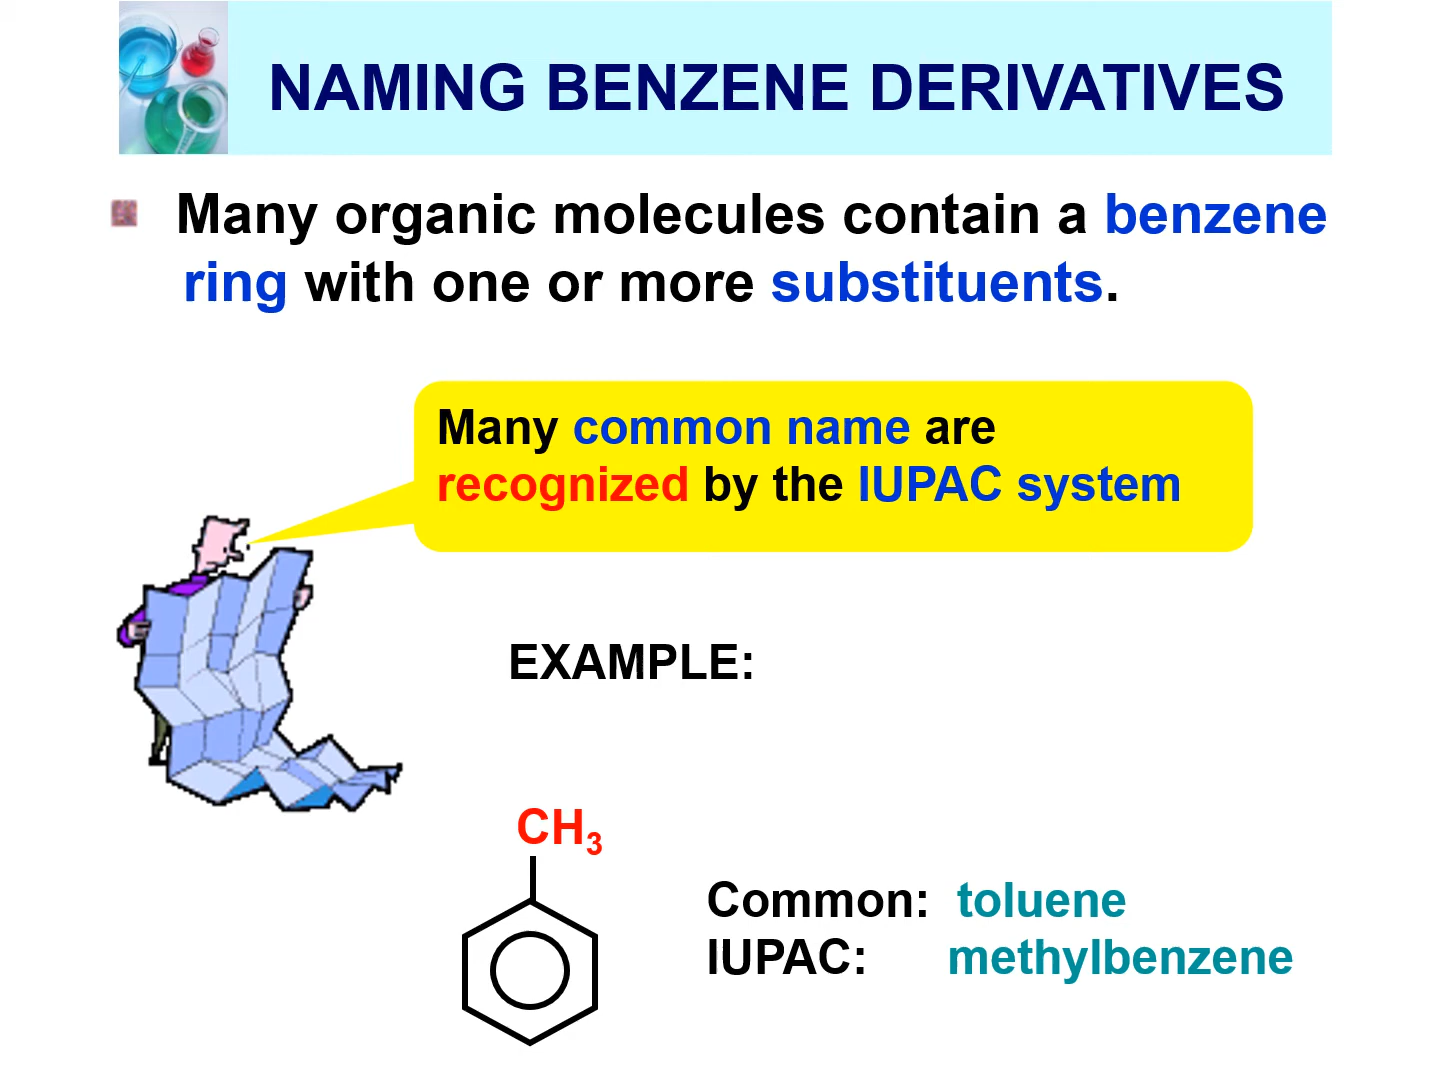 NAMING BENZENE DERIVATIVES
Many organic molecules contain a benzene
ring with one or more substituents.
Many common name are
recognized by the IUPAC system
EXAMPLE:
CH₃
Common: toluene
IUPAC: methylbenzene